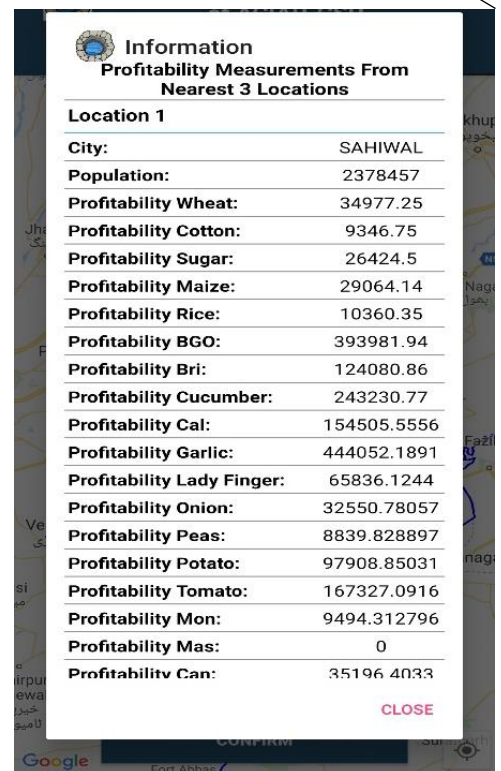 Information
Profitability Measurements From
Nearest 3 Locations
Location 1
City: SAHIWAL
Population: 2378457
Profitability Wheat: 34977.25
Profitability Cotton: 9346.75
Profitability Sugar: 26424.5
Profitability Maize: 29064.14
Profitability Rice: 10360.35
Profitability BGO: 393981.94
Profitability Bri: 124080.86
Profitability Cucumber: 243230.77
Profitability Cal: 154505.5556
Profitability Garlic: 444052.1891
Profitability Lady Finger: 65836.1244
Profitability Onion: 32550.78057
Profitability Peas: 8839.828897
Profitability Potato: 97908.85031
Profitability Tomato: 167327.0916
Profitability Mon: 9494.312796
Profitability Mas: 0
Profitability Can: 35196.4033
CLOSE
CONFIRM
Google
Fort Abbas